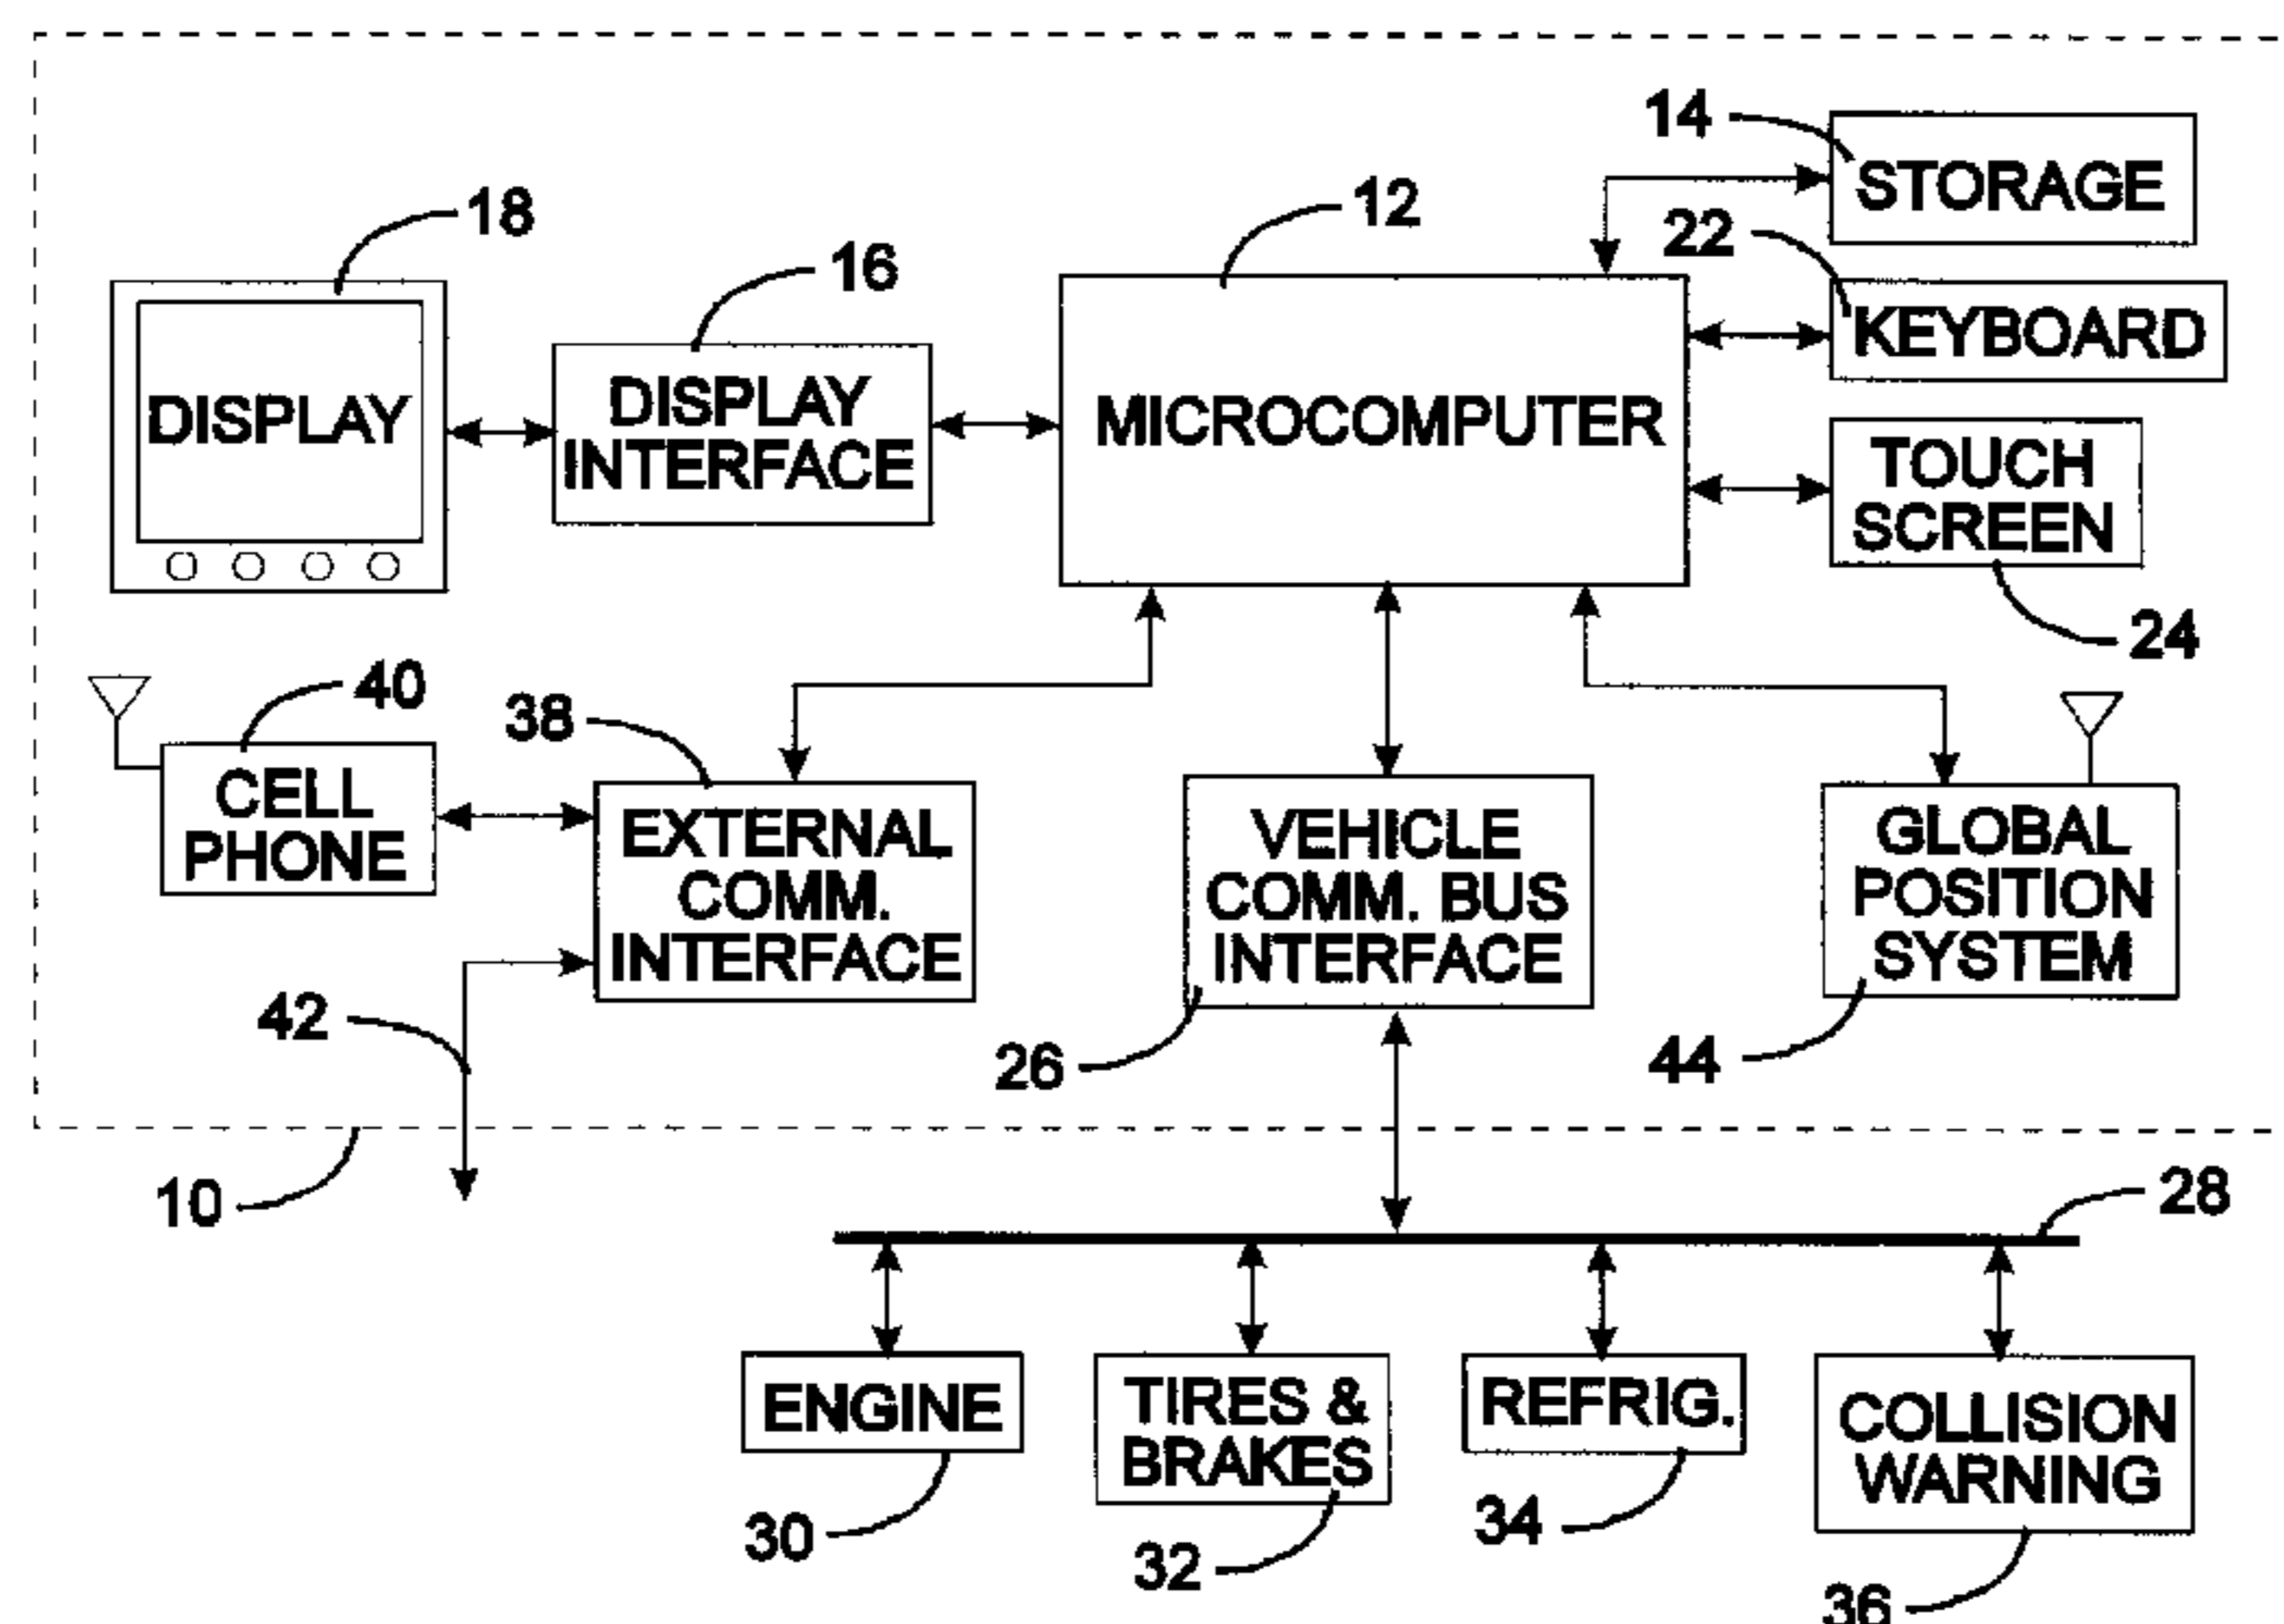 14
STORAGE
18
12
22
16
KEYBOARD
DISPLAY
DISPLAY
INTERFACE
MICROCOMPUTER
TOUCH
SCREEN
24
40
38
CELL
PHONE
EXTERNAL
COMM.
INTERFACE
VEHICLE
COMM. BUS
INTERFACE
GLOBAL
POSITION
SYSTEM
42
26
44
10
28
ENGINE
TIRES &
BRAKES
REFRIG.
COLLISION
WARNING
30
32
34
36